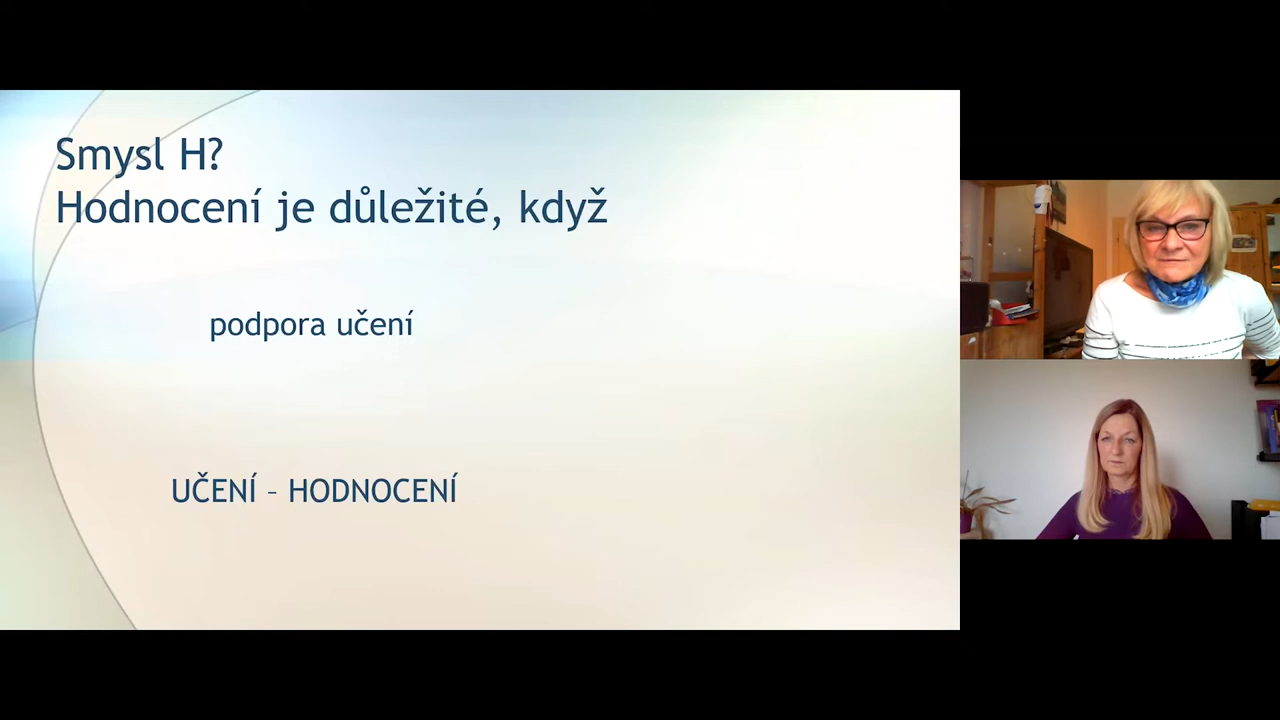 Smysl H?
Hodnocení je důležité, když
podpora učení
UČENÍ – HODNOCENÍ